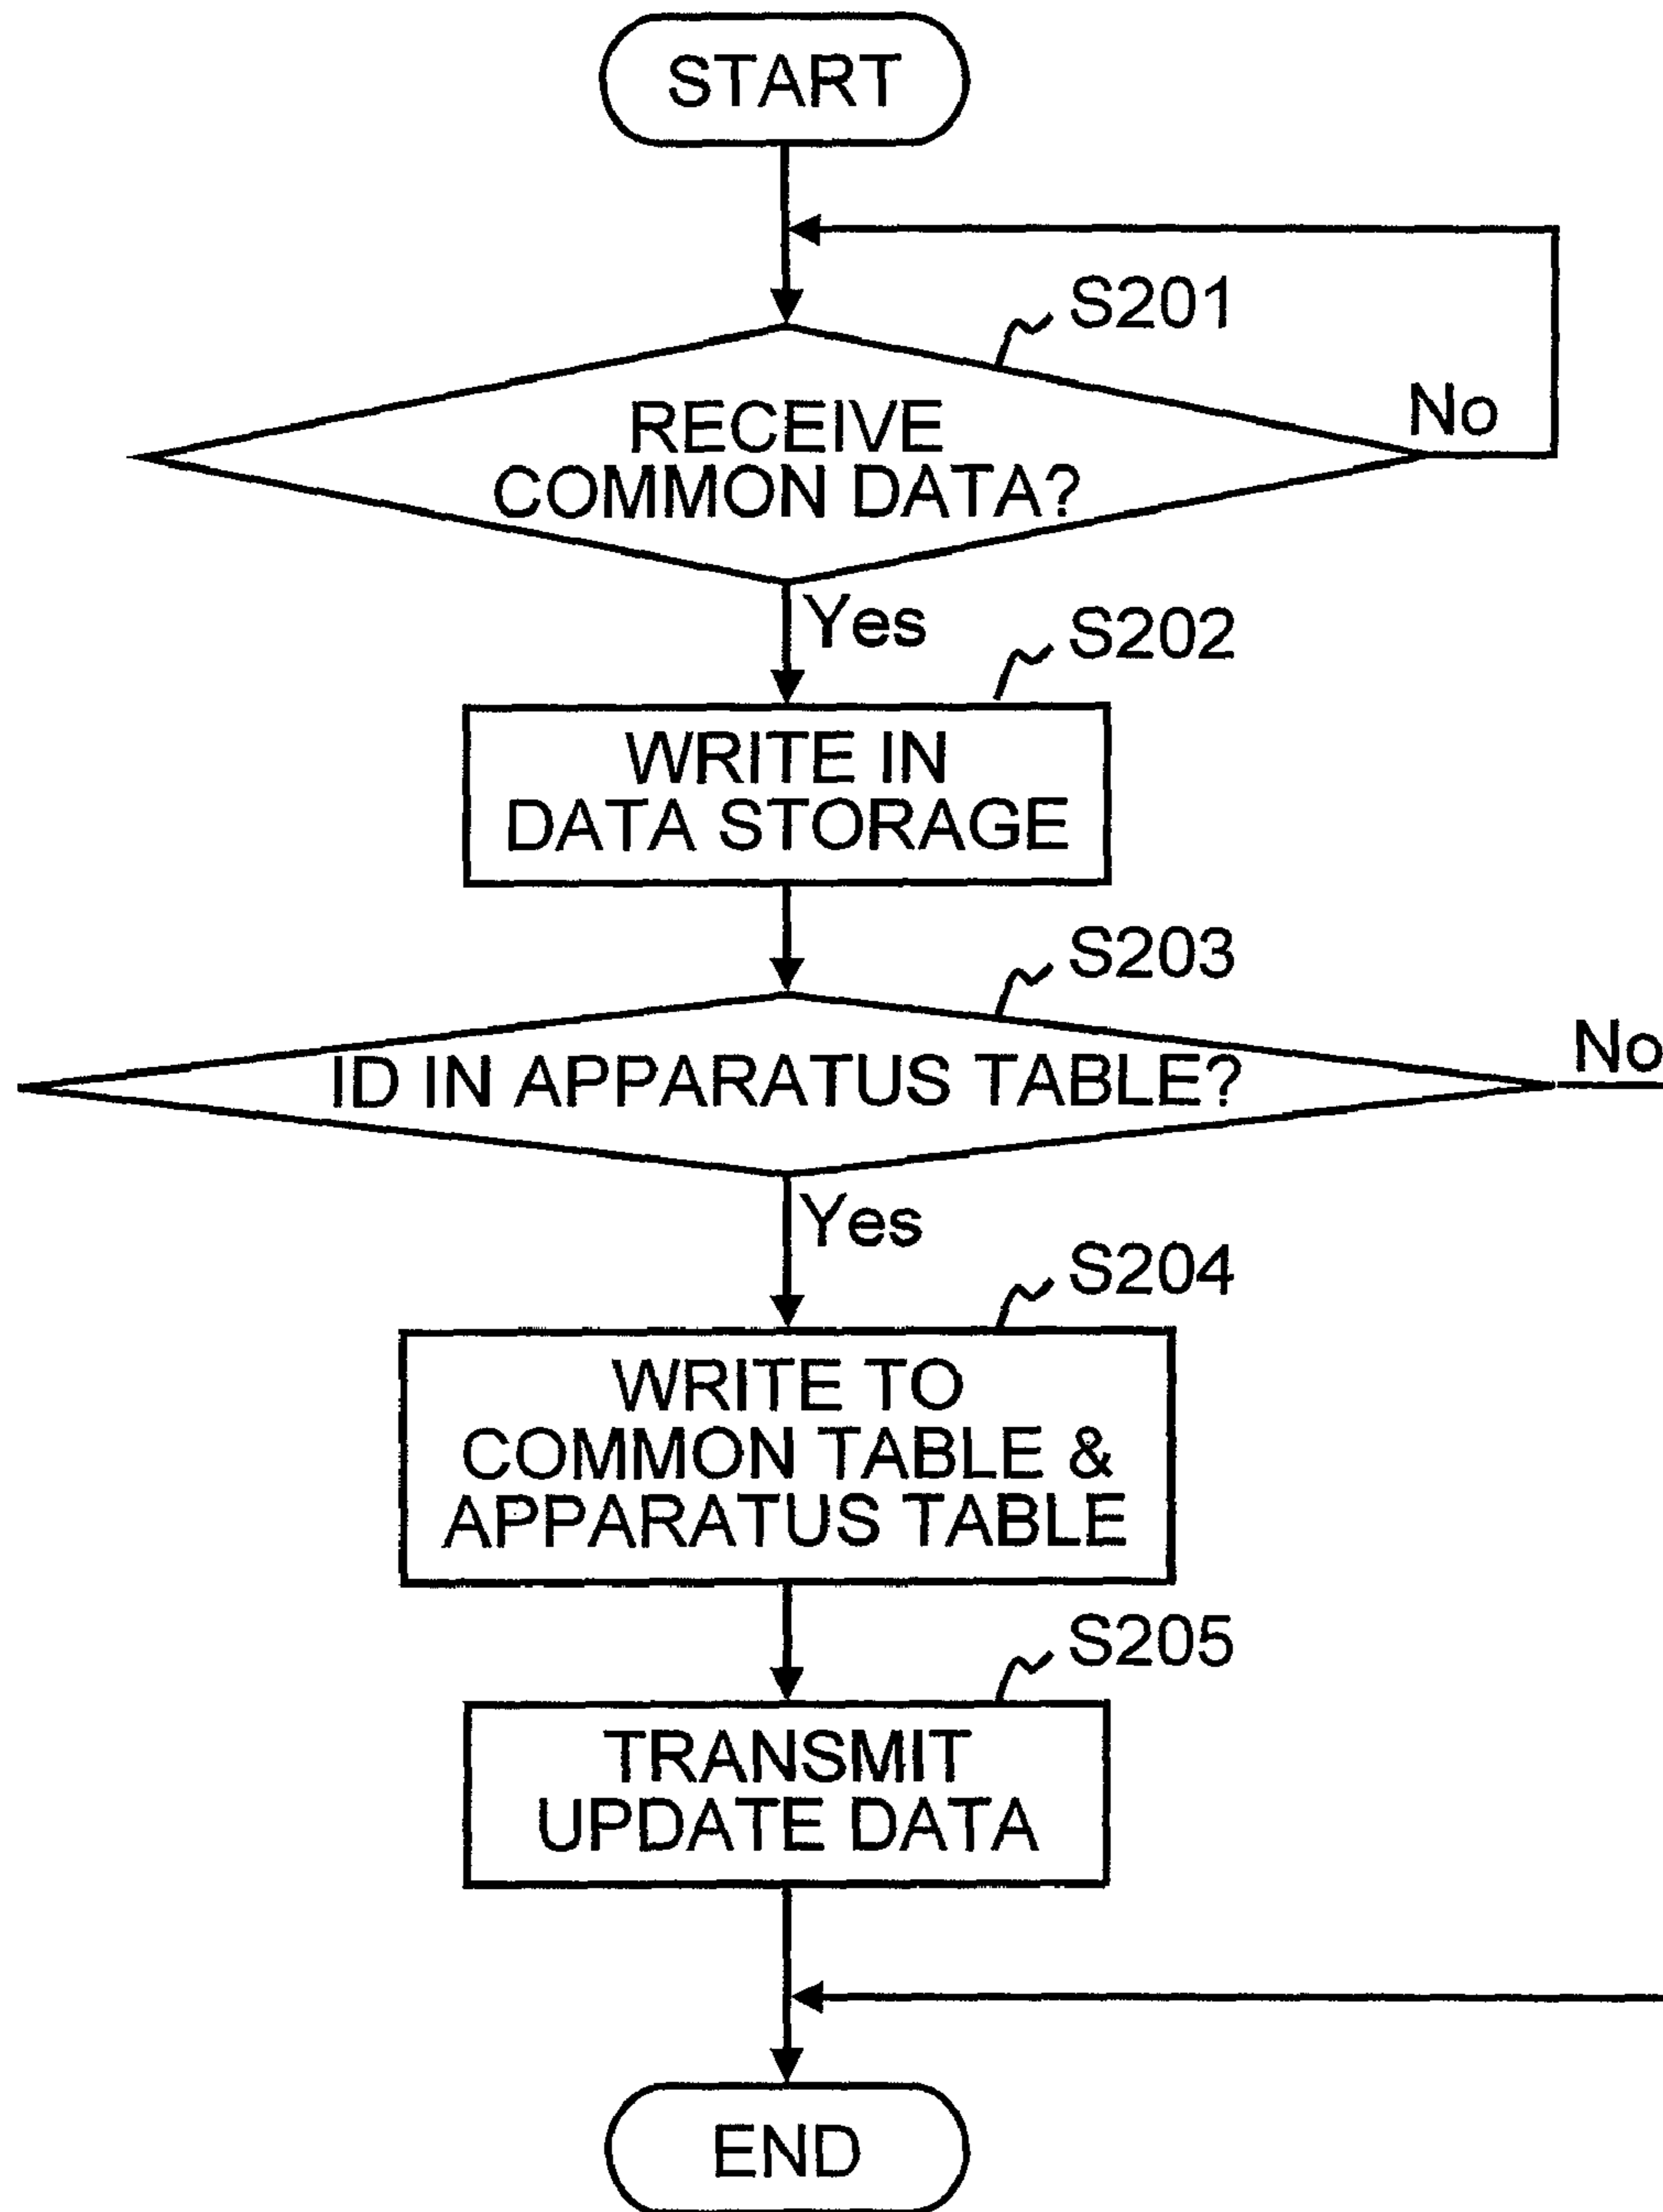 START
S201
RECEIVE
COMMON DATA?
No
Yes
S202
WRITE IN
DATA STORAGE
S203
ID IN APPARATUS TABLE?
No
Yes
S204
WRITE TO
COMMON TABLE &
APPARATUS TABLE
S205
TRANSMIT
UPDATE DATA
END